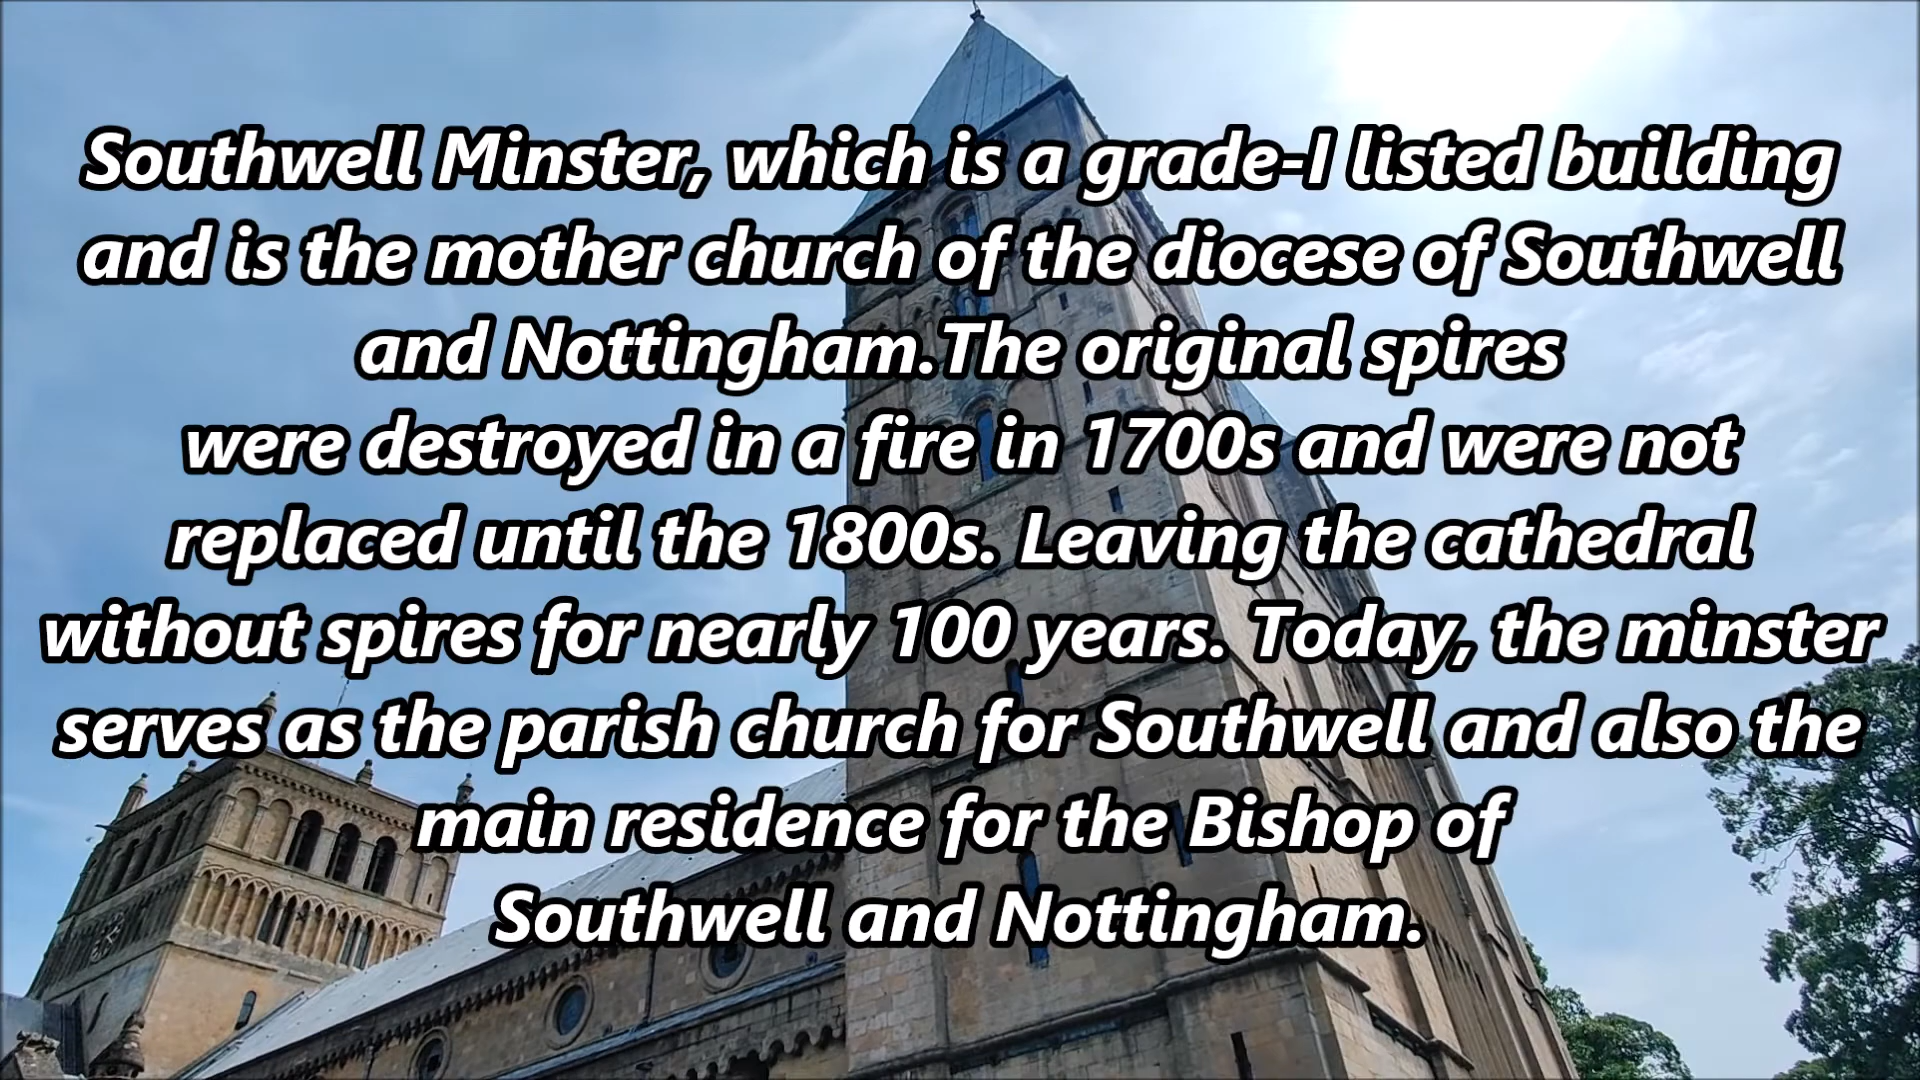 Southwell Minster, which is a grade-I listed building
and is the mother church of the diocese of Southwell
and Nottingham.The original spires
were destroyed in a fire in 1700s and were not
replaced until the 1800s. Leaving the cathedral
without spires for nearly 100 years. Today, the minster
serves as the parish church for Southwell and also the
main residence for the Bishop of
Southwell and Nottingham.